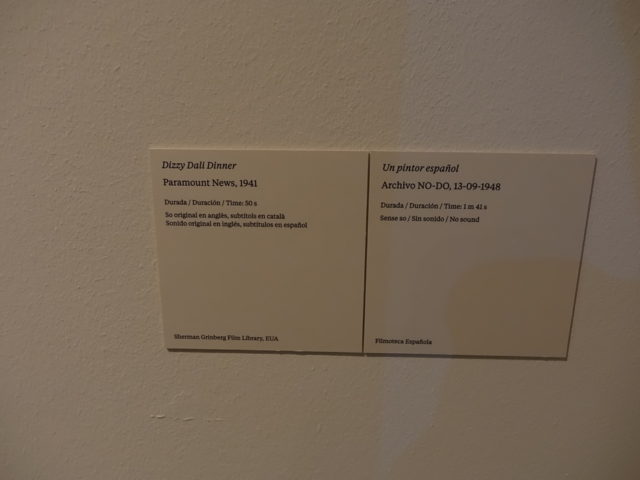 Dizzy Dalí Dinner
Paramount News, 1941
Durada / Duración / Time: 50 s
So original en anglès, subtítols en català
Sonido original en inglés, subtítulos en español
Sherman Grinberg Film Library, EUA
Un pintor español
Archivo NO-DO, 13-09-1948
Durada / Duración / Time: 1 m 41 s
Sense so / Sin sonido / No sound
Filmoteca Española